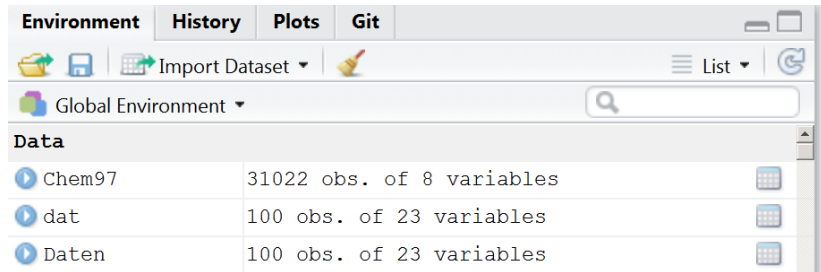 Environment History Plots Git
Import Dataset List
Global Environment
Data
Chem97 31022 obs. of 8 variables
dat 100 obs. of 23 variables
Daten 100 obs. of 23 variables